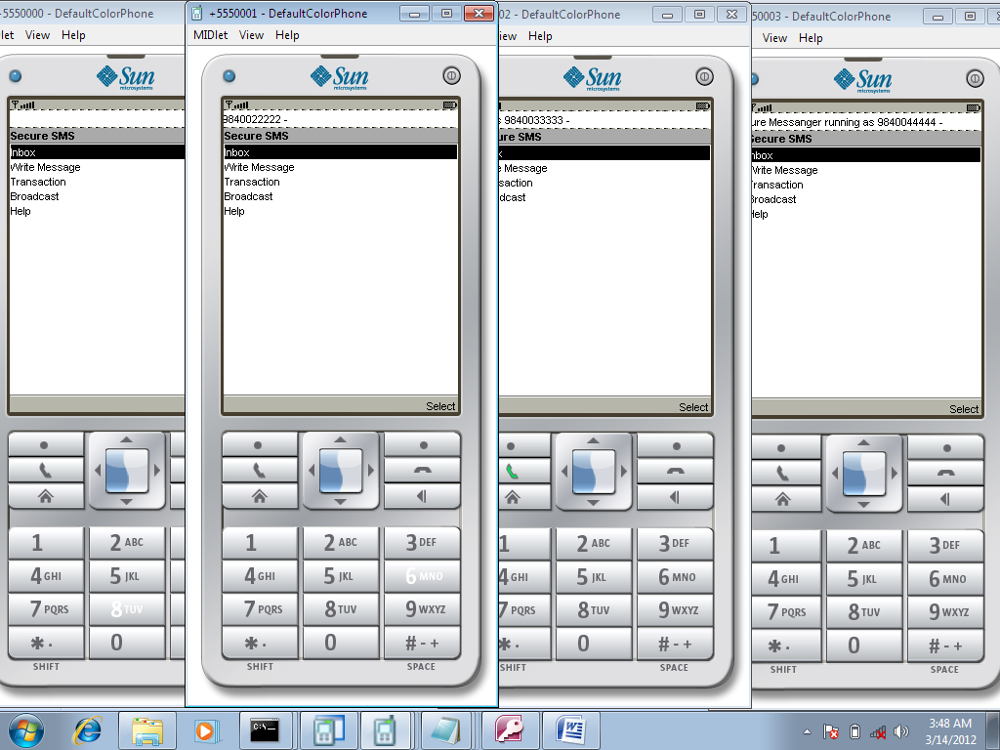 +5550000 - DefaultColorPhone
let View Help
Sun
microsystems
Secure SMS
Inbox
Write Message
Transaction
Broadcast
Help
1
2 ABC
4 GHI
5 JKL
7 PQRS
8 TUV
* .
0
SHIFT
+5550001 - DefaultColorPhone
MIDlet View Help
Sun
microsystems
9840022222 -
Secure SMS
Inbox
Write Message
Transaction
Broadcast
Help
Select
1
2 ABC
3 DEF
4 GHI
5 JKL
6 MNO
7 PQRS
8 TUV
9 WXYZ
* .
0
# - +
SHIFT
SPACE
02 - DefaultColorPhone
iew Help
Sun
microsystems
s 9840033333 -
ure SMS
x
e Message
saction
dcast
Select
1
2 ABC
3 DEF
4 GHI
5 JKL
6 MNO
7 PQRS
8 TUV
9 WXYZ
* .
0
# - +
SHIFT
SPACE
5003 - DefaultColorPhone
View Help
Sun
microsystems
ure Messanger running as 9840044444 -
Secure SMS
nbox
Write Message
Transaction
Broadcast
Help
Select
1
2 ABC
3 DEF
4 GHI
5 JKL
6 MNO
7 PQRS
8 TUV
9 WXYZ
* .
0
# - +
SHIFT
SPACE
C:\_
3:48 AM
3/14/2012